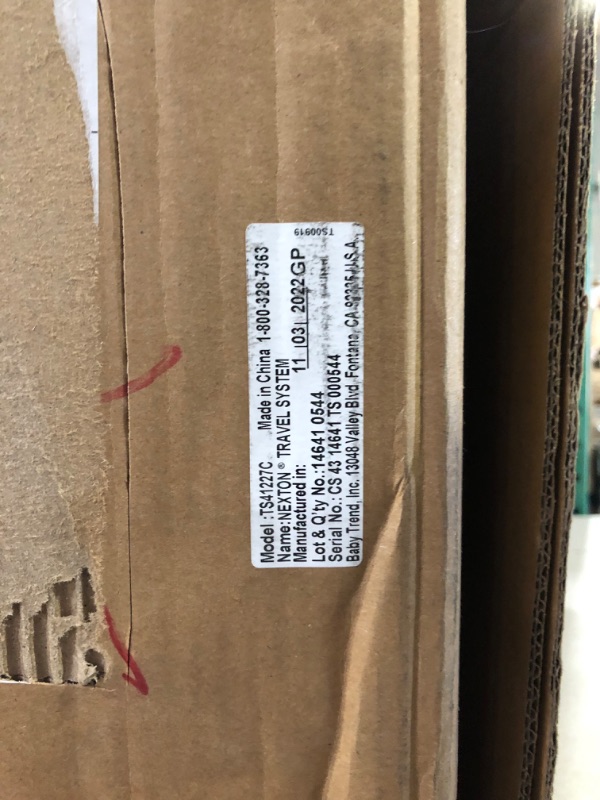 Model :TS41227C Made in China 1-800-328-7363
Name:NEXTON® TRAVEL SYSTEM
Manufactured in: 11 |03| 2022GP
Lot & Q'ty No.:14641 0544
Serial No.: CS 43 14641 TS 000544
Baby Trend, Inc. 13048 Valley Blvd, Fontana, CA 92335 U.S.A.
TS00919